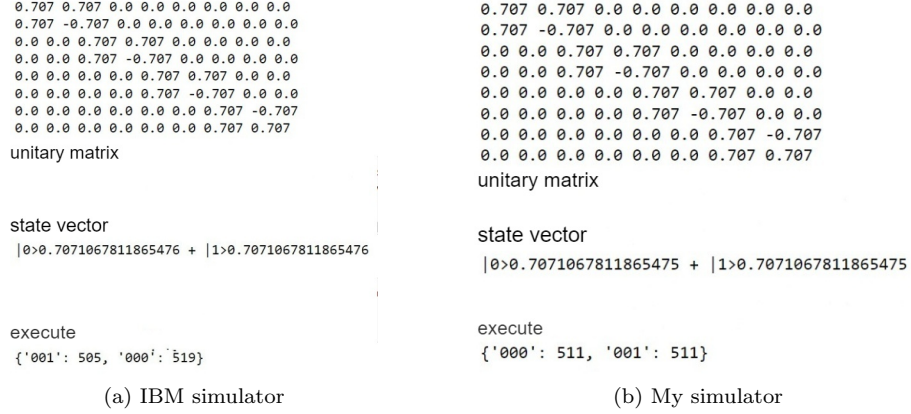 0.707 0.707 0.0 0.0 0.0 0.0 0.0 0.0
0.707 -0.707 0.0 0.0 0.0 0.0 0.0 0.0
0.0 0.0 0.707 0.707 0.0 0.0 0.0 0.0
0.0 0.0 0.707 -0.707 0.0 0.0 0.0 0.0
0.0 0.0 0.0 0.0 0.707 0.707 0.0 0.0
0.0 0.0 0.0 0.0 0.707 -0.707 0.0 0.0
0.0 0.0 0.0 0.0 0.0 0.0 0.707 -0.707
0.0 0.0 0.0 0.0 0.0 0.0 0.707 0.707
unitary matrix
state vector
|0>0.7071067811865476 + |1>0.7071067811865476
execute
{'001': 505, '000': 519}
(a) IBM simulator
0.707 0.707 0.0 0.0 0.0 0.0 0.0 0.0
0.707 -0.707 0.0 0.0 0.0 0.0 0.0 0.0
0.0 0.0 0.707 0.707 0.0 0.0 0.0 0.0
0.0 0.0 0.707 -0.707 0.0 0.0 0.0 0.0
0.0 0.0 0.0 0.0 0.707 0.707 0.0 0.0
0.0 0.0 0.0 0.0 0.707 -0.707 0.0 0.0
0.0 0.0 0.0 0.0 0.0 0.0 0.707 -0.707
0.0 0.0 0.0 0.0 0.0 0.0 0.707 0.707
unitary matrix
state vector
|0>0.7071067811865475 + |1>0.7071067811865475
execute
{'000': 511, '001': 511}
(b) My simulator